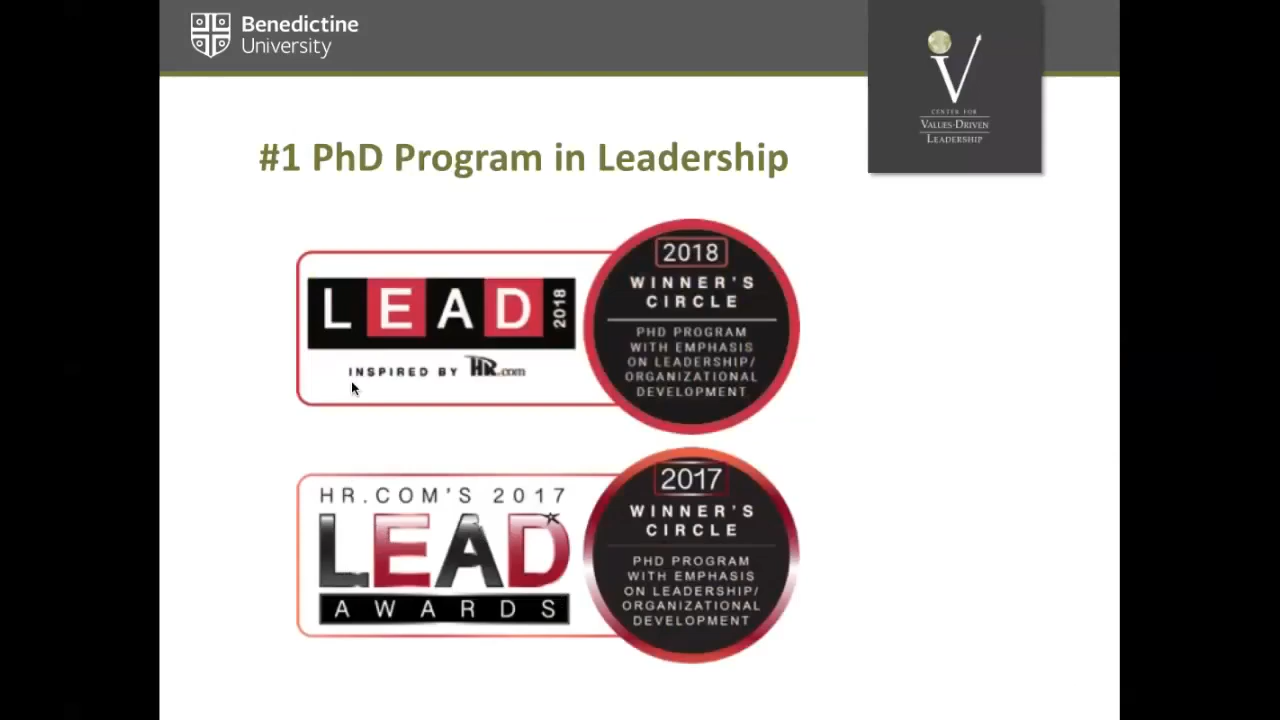 Benedictine
University
V
CENTER FOR
VALUES-DRIVEN
LEADERSHIP
#1 PhD Program in Leadership
LEAD 2018
INSPIRED BY HR.com
2018
WINNER'S
CIRCLE
PHD PROGRAM
WITH EMPHASIS
ON LEADERSHIP/
ORGANIZATIONAL
DEVELOPMENT
HR.COM'S 2017
LEAD
AWARDS
2017
WINNER'S
CIRCLE
PHD PROGRAM
WITH EMPHASIS
ON LEADERSHIP/
ORGANIZATIONAL
DEVELOPMENT